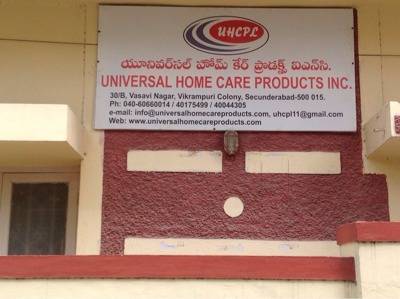 UHCPL
యూనివర్సల్ హోమ్ కేర్ ప్రొడక్ట్స్ ఐఎన్‌సి.
UNIVERSAL HOME CARE PRODUCTS INC.
30/B, Vasavi Nagar, Vikrampuri Colony, Secunderabad-500 015.
Ph: 040-60660014 / 40175499 / 40044305
e-mail: info@universalhomecareproducts.com, uhcpl11@gmail.com
Web: www.universalhomecareproducts.com